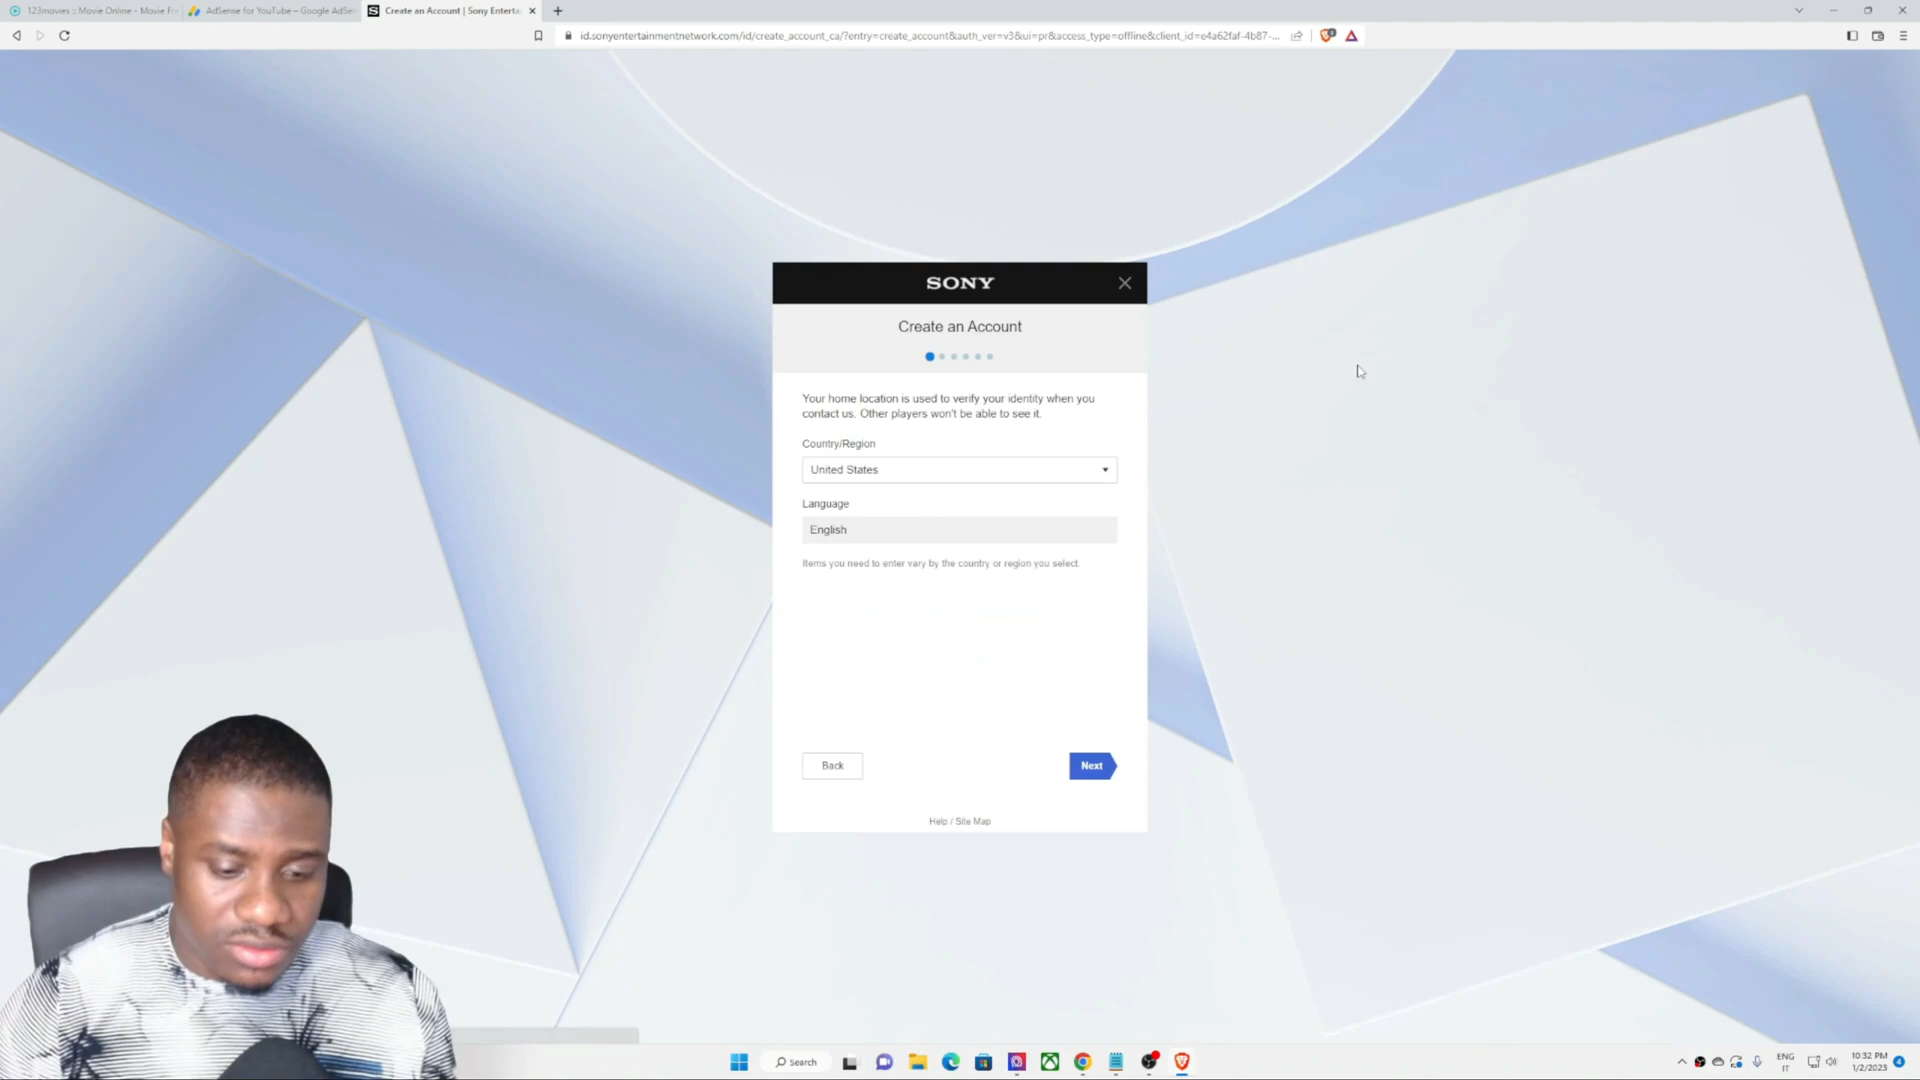 123movies :: Movie Online - Movie Fr
AdSense for YouTube – Google AdSen
Create an Account | Sony Enterta
id.sonyentertainmentnetwork.com/id/create_account_ca/?entry=create_account&auth_ver=v3&ui=pr&access_type=offline&client_id=e4a62faf-4b87-...
SONY
Create an Account
Your home location is used to verify your identity when you
contact us. Other players won't be able to see it.
Country/Region
United States
Language
English
Items you need to enter vary by the country or region you select.
Back
Next
Help / Site Map
Search
ENG
IT
10:32 PM
1/2/2023
4